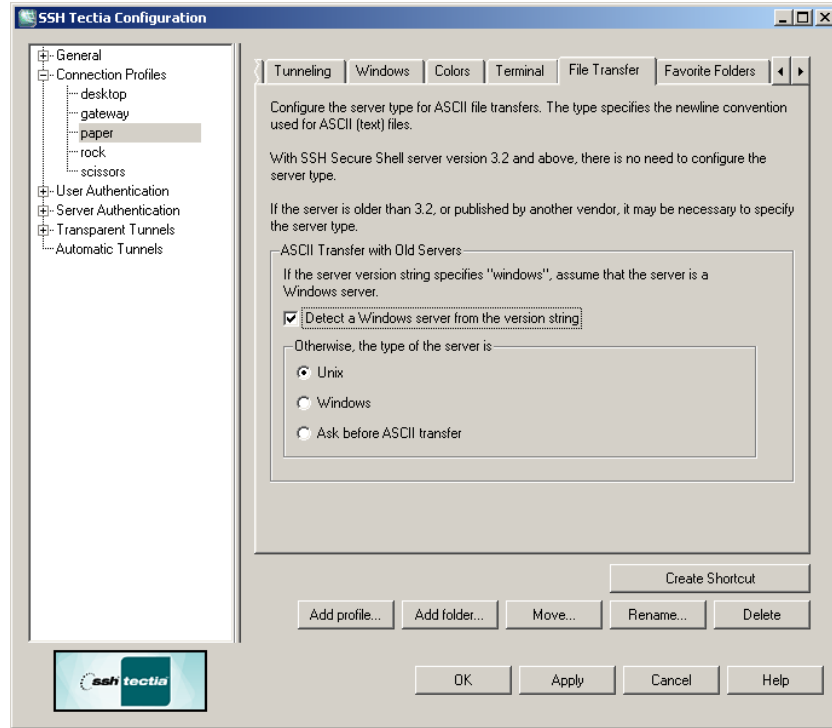 SSH Tectia Configuration
General
Connection Profiles
desktop
gateway
paper
rock
scissors
User Authentication
Server Authentication
Transparent Tunnels
Automatic Tunnels
Tunneling Windows Colors Terminal File Transfer Favorite Folders
Configure the server type for ASCII file transfers. The type specifies the newline convention
used for ASCII (text) files.
With SSH Secure Shell server version 3.2 and above, there is no need to configure the
server type.
If the server is older than 3.2, or published by another vendor, it may be necessary to specify
the server type.
ASCII Transfer with Old Servers
If the server version string specifies "windows", assume that the server is a
Windows server.
Detect a Windows server from the version string
Otherwise, the type of the server is
Unix
Windows
Ask before ASCII transfer
Create Shortcut
Add profile... Add folder... Move... Rename... Delete
ssh tectia
OK Apply Cancel Help